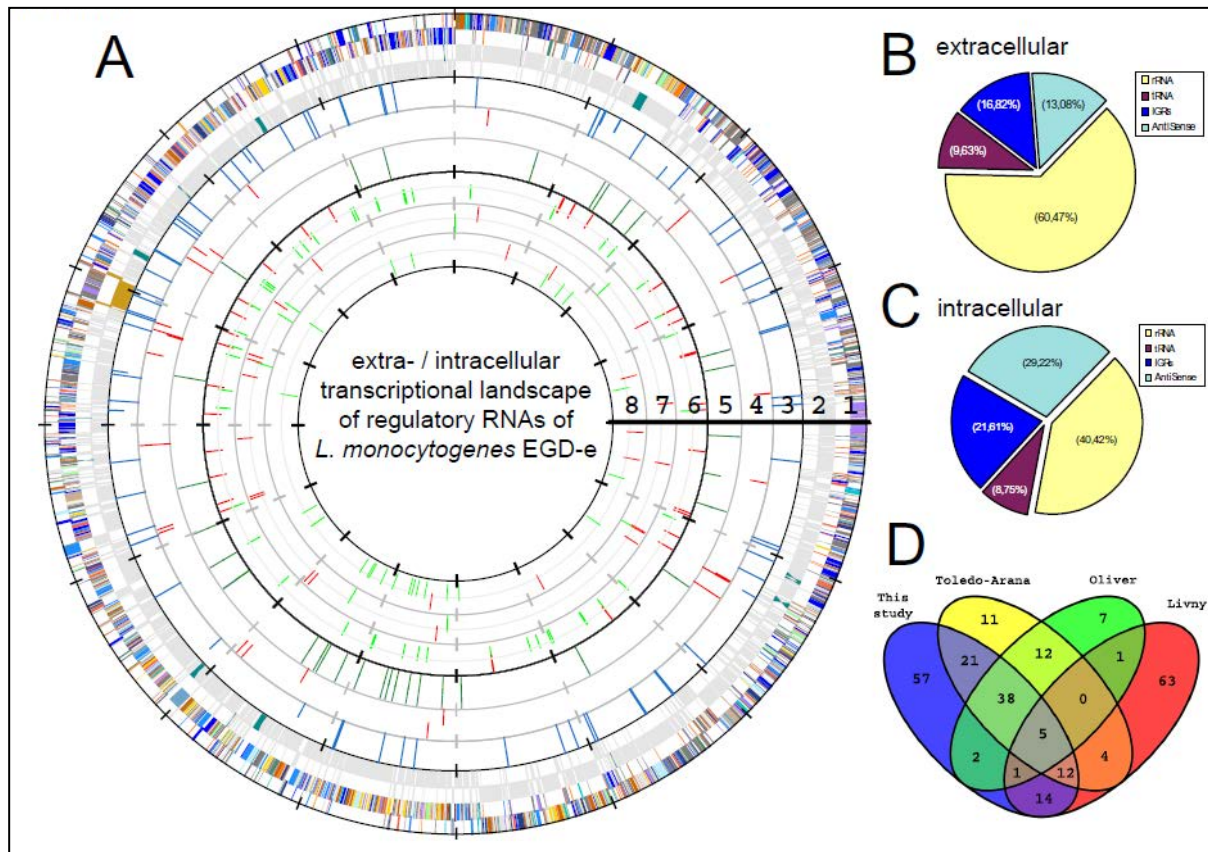 A
extra- / intracellular
transcriptional landscape
of regulatory RNAs of
L. monocytogenes EGD-e
8 7 6 5 4 3 2 1
B extracellular
(16,82%)
(13,08%)
(9,63%)
(60,47%)
rRNA
tRNA
IGRs
AntiSense
C intracellular
(29,22%)
(21,61%)
(40,42%)
(8,75%)
rRNA
tRNA
IGRs
AntiSense
D
Toledo-Arana
Oliver
This
study
Livny
11
7
21
12
1
57
63
38
0
5
2
4
1
12
14